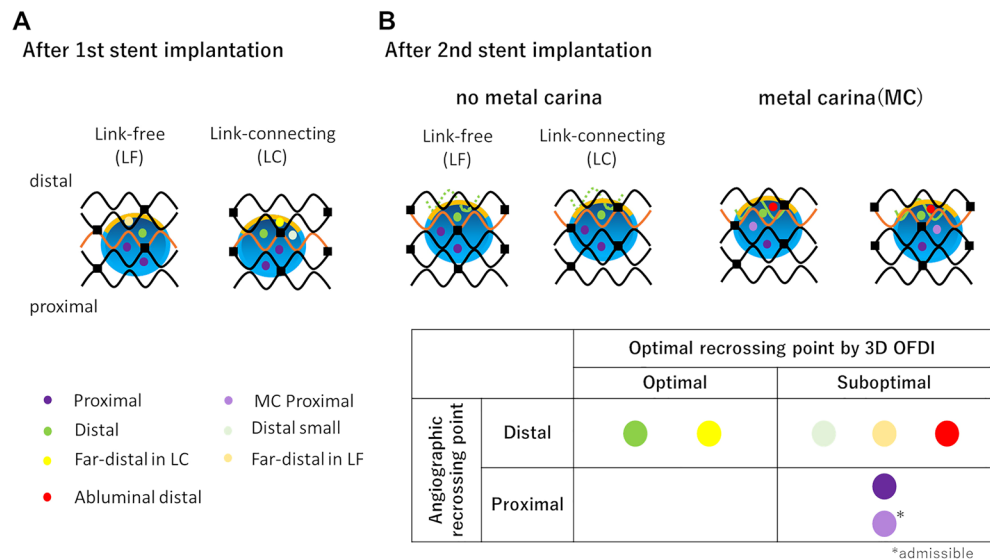 A
After 1st stent implantation
Link-free
(LF)
Link-connecting
(LC)
distal
proximal
Proximal
Distal
Far-distal in LC
Abluminal distal
MC Proximal
Distal small
Far-distal in LF
B
After 2nd stent implantation
no metal carina
metal carina(MC)
Link-free
(LF)
Link-connecting
(LC)
Optimal recrossing point by 3D OFDI
Optimal
Suboptimal
Angiographic
recrossing point
Distal
Proximal
*
*admissible